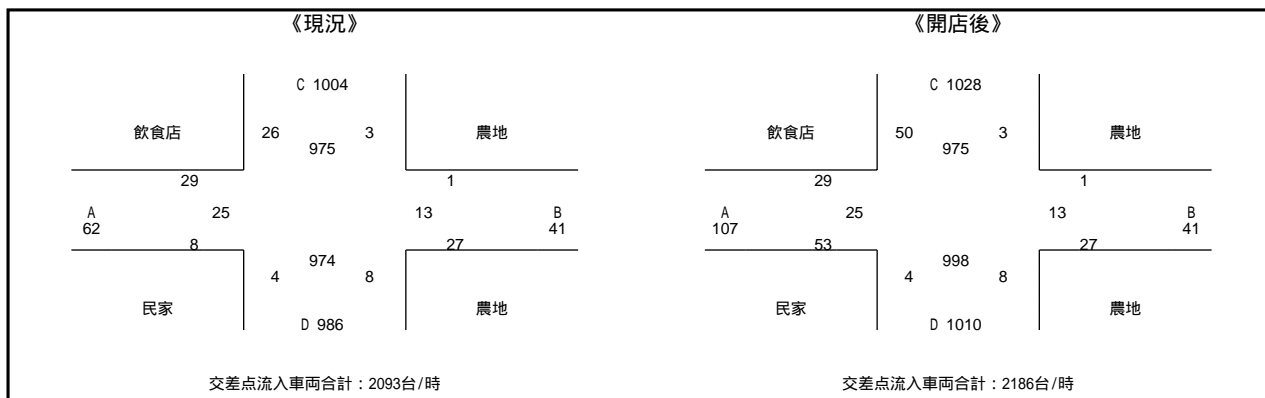 《現況》
C 1004
飲食店 26 975 3 農地
29 1
A 62 25 13 B 41
8 27
974
4 8
民家 農地
D 986
交差点流入車両合計：2093台/時
《開店後》
C 1028
飲食店 50 975 3 農地
29 1
A 107 25 13 B 41
53 27
998
4 8
民家 農地
D 1010
交差点流入車両合計：2186台/時